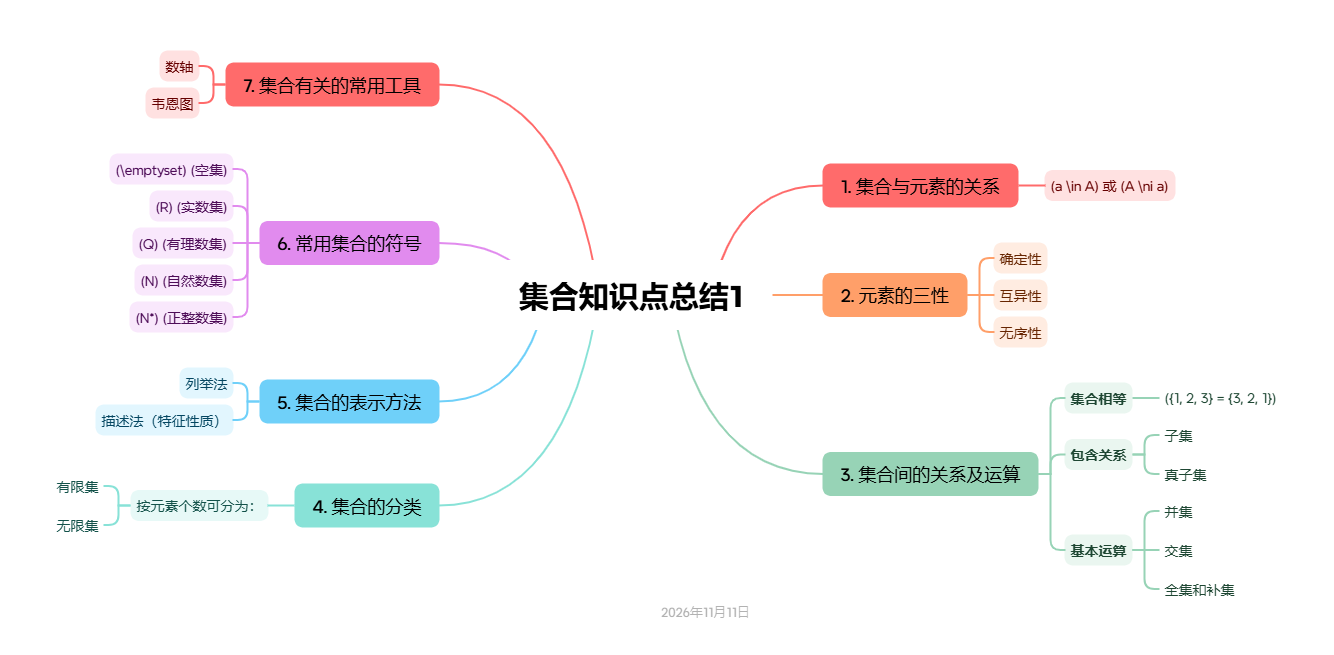 集合知识点总结1
1. 集合与元素的关系
(a \in A) 或 (A \ni a)
2. 元素的三性
确定性
互异性
无序性
3. 集合间的关系及运算
集合相等
({1, 2, 3} = {3, 2, 1})
包含关系
子集
真子集
基本运算
并集
交集
全集和补集
4. 集合的分类
按元素个数可分为：
有限集
无限集
5. 集合的表示方法
列举法
描述法（特征性质）
6. 常用集合的符号
(\emptyset) (空集)
(R) (实数集)
(Q) (有理数集)
(N) (自然数集)
(N*) (正整数集)
7. 集合有关的常用工具
数轴
韦恩图
2026年11月11日